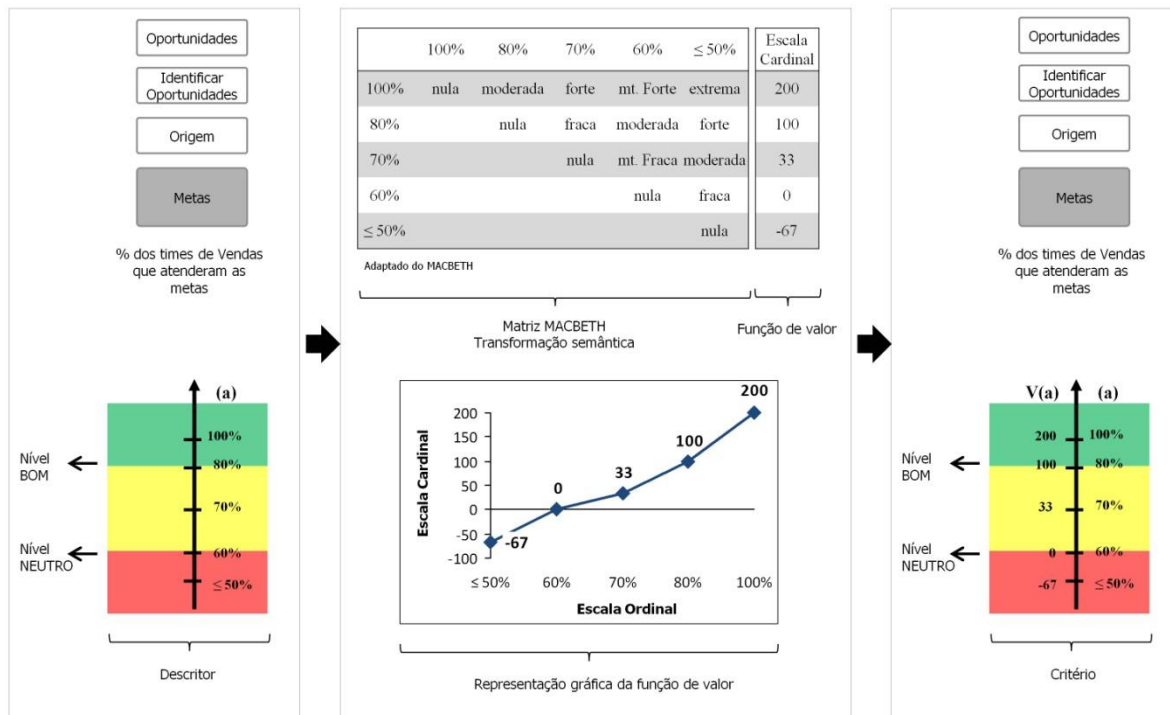 Oportunidades
Identificar
Oportunidades
Origem
Metas
% dos times de Vendas
que atenderam as
metas
(a)
100%
Nível
BOM
80%
70%
Nível
NEUTRO
60%
≤ 50%
Descritor
100% 80% 70% 60% ≤ 50% Escala
Cardinal
100% nula moderada forte mt. Forte extrema 200
80% nula fraca moderada forte 100
70% nula mt. Fraca moderada 33
60% nula fraca 0
≤ 50% nula -67
Adaptado do MACBETH
Matriz MACBETH
Transformação semântica
Função de valor
Escala Cardinal
200
150
100
50
0
-50
-100
-67
0
33
100
200
≤ 50% 60% 70% 80% 100%
Escala Ordinal
Representação gráfica da função de valor
Oportunidades
Identificar
Oportunidades
Origem
Metas
% dos times de Vendas
que atenderam as
metas
V(a) (a)
200 100%
Nível
BOM
100 80%
33 70%
Nível
NEUTRO
0 60%
-67 ≤ 50%
Critério